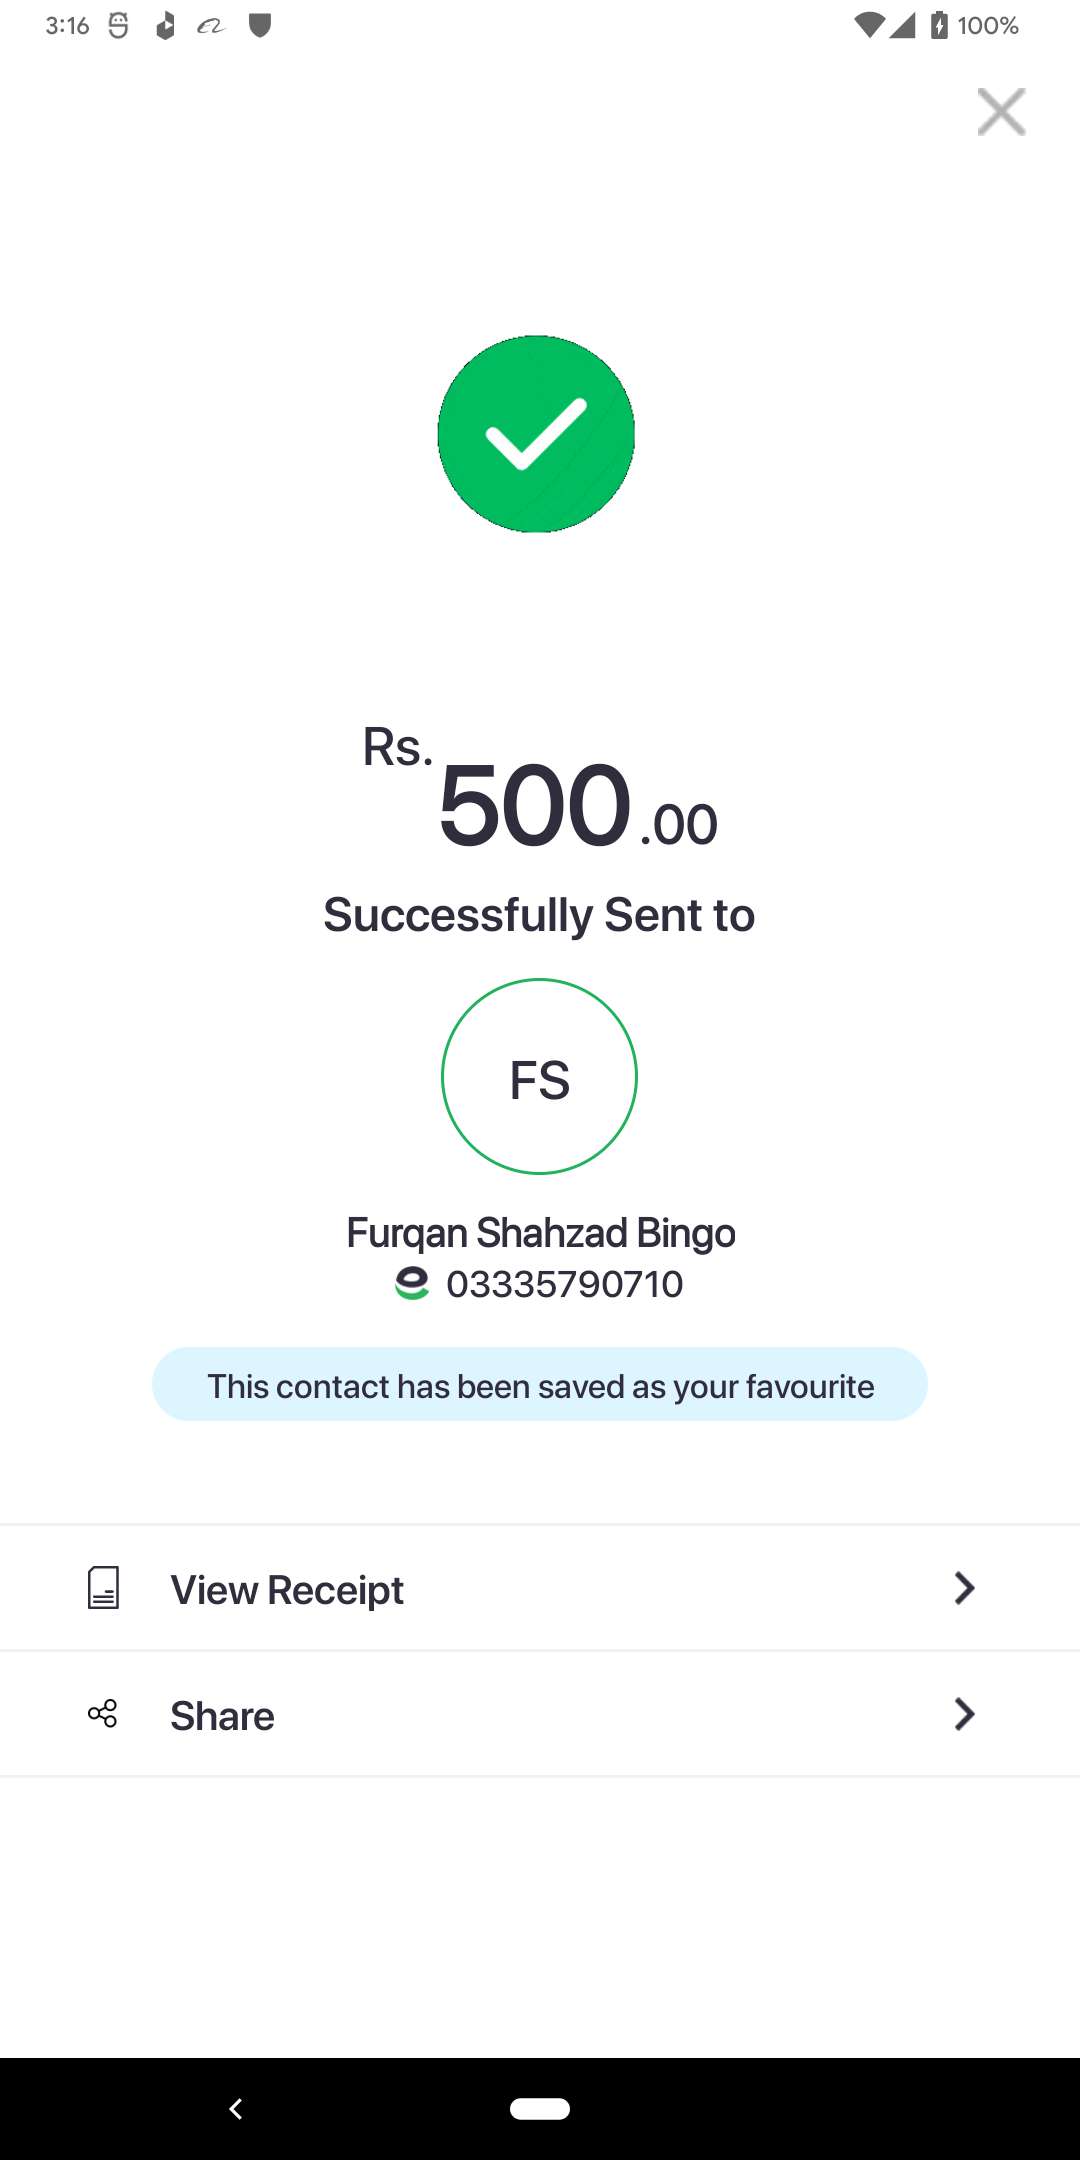 3:16
100%
Rs. 500.00
Successfully Sent to
FS
Furqan Shahzad Bingo
03335790710
This contact has been saved as your favourite
View Receipt
Share